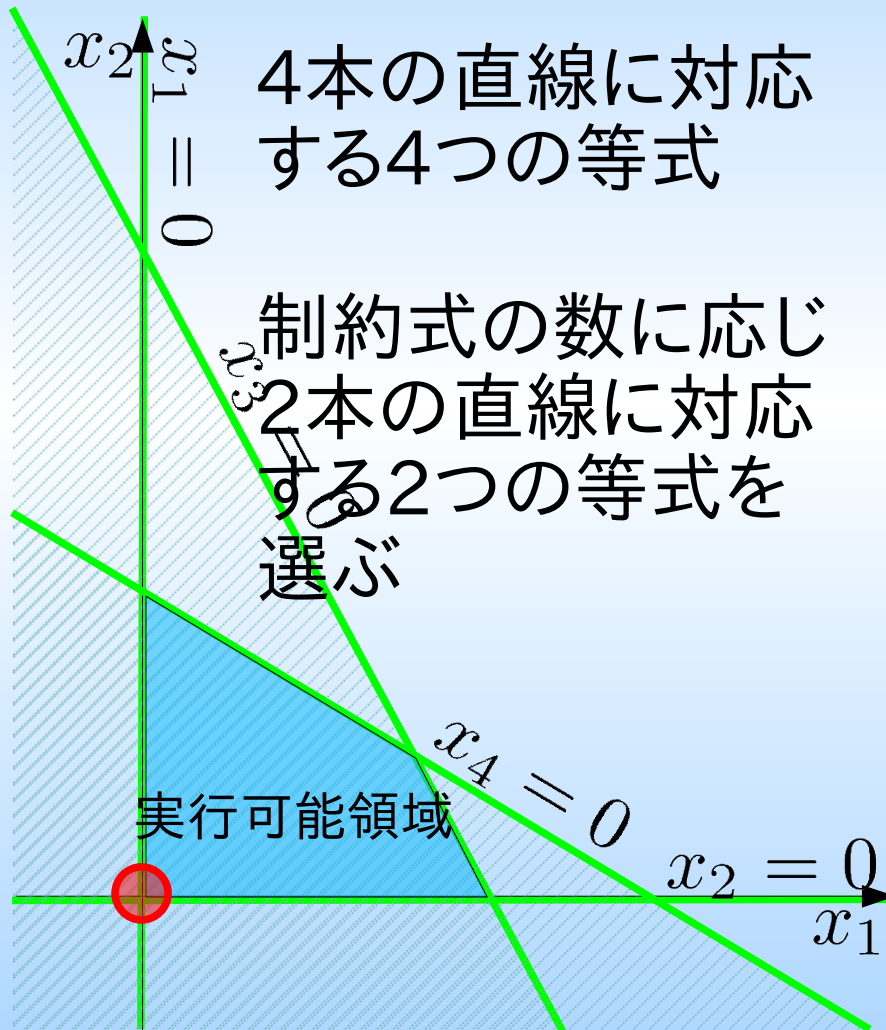 x₂
x₁ = 0
4本の直線に対応
する4つの等式
制約式の数に応じ
2本の直線に対応
する2つの等式を
選ぶ
x₃ = 0
x₄ = 0
実行可能領域
x₂ = 0
x₁